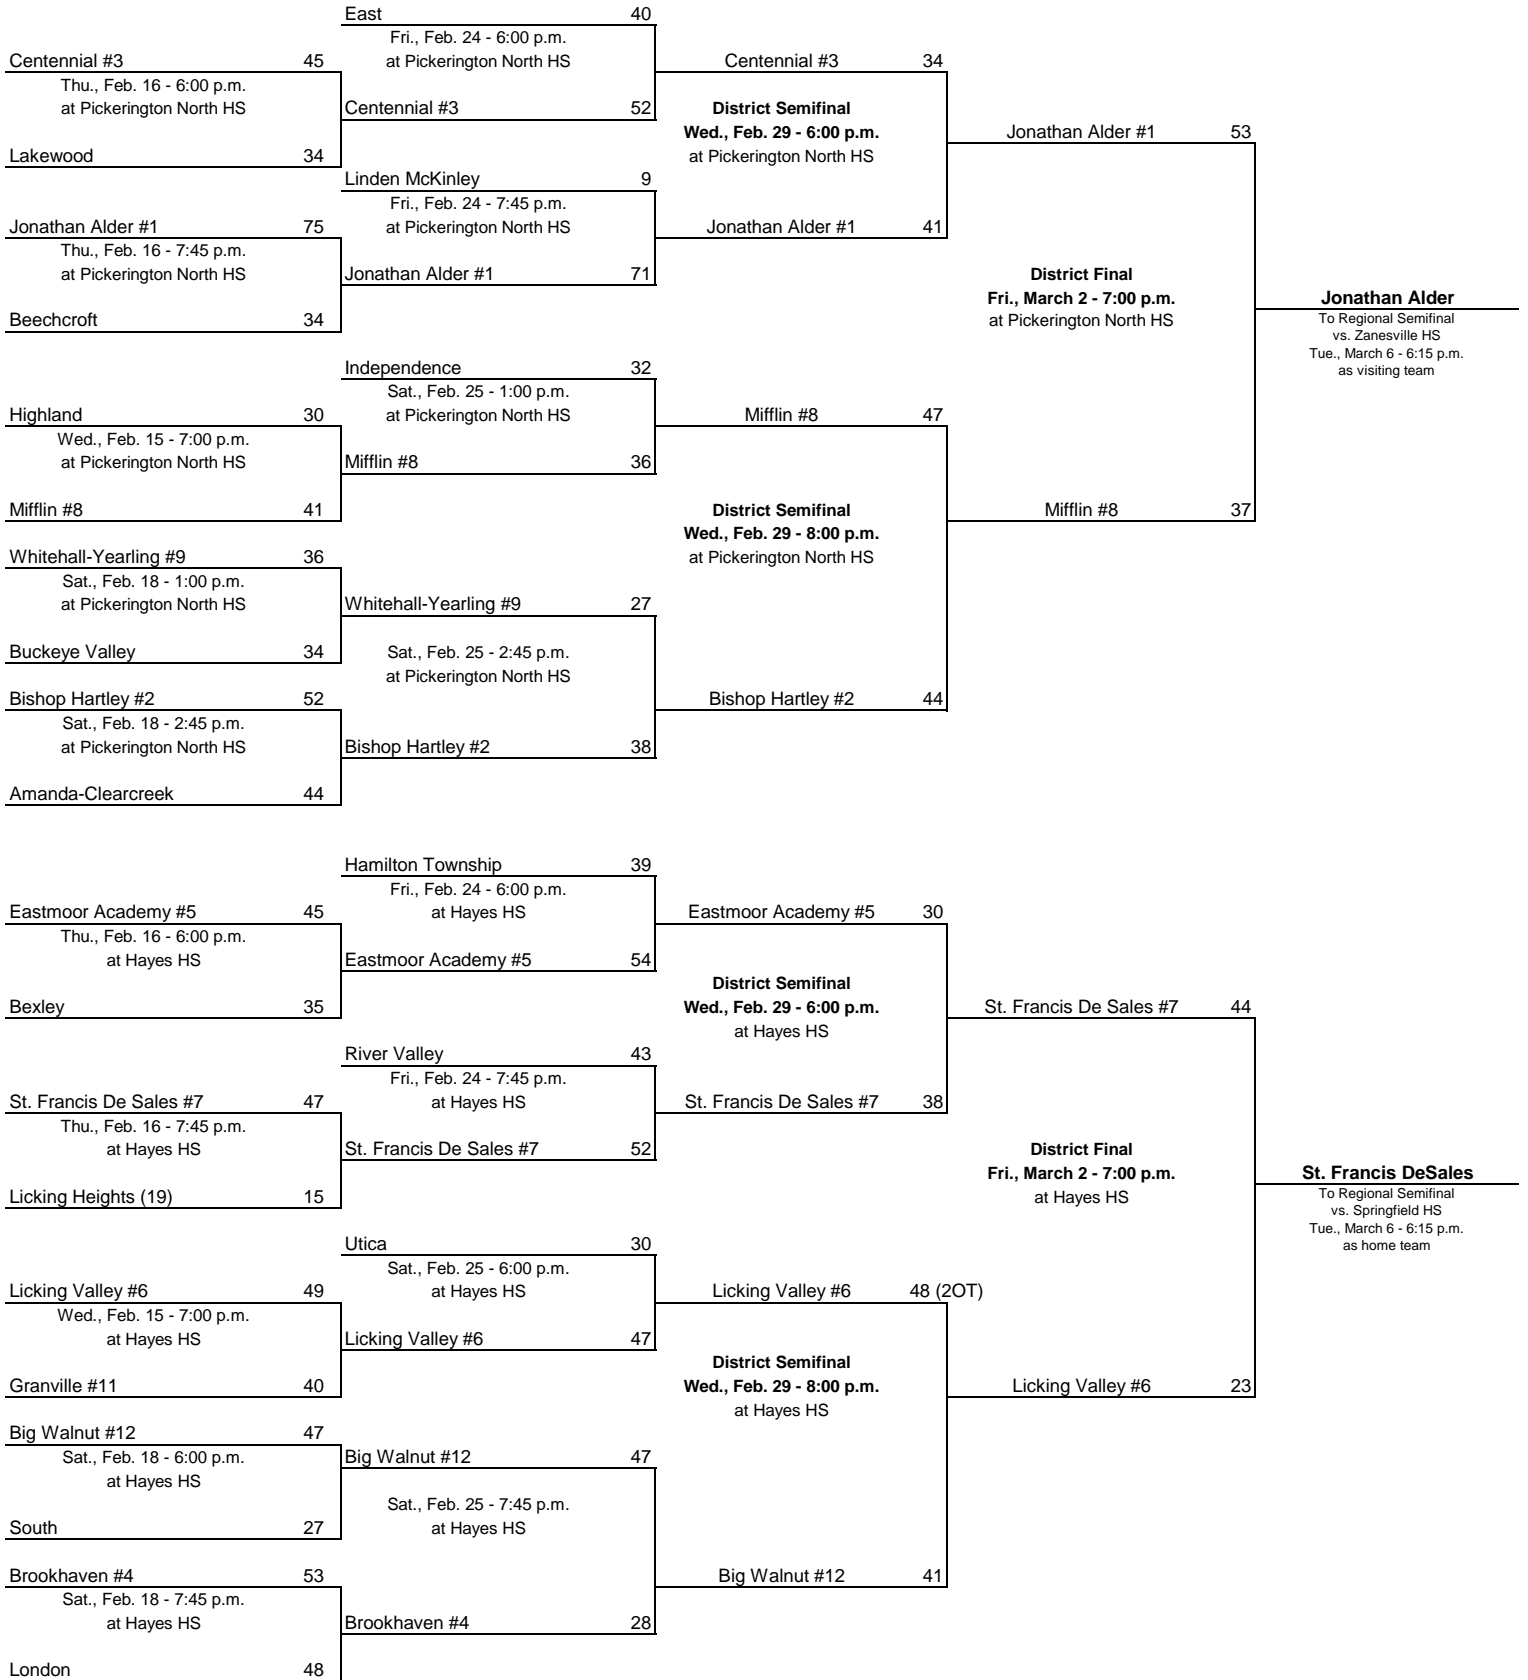 East 40
Fri., Feb. 24 - 6:00 p.m.
Centennial #3 45 at Pickerington North HS Centennial #3 34
Thu., Feb. 16 - 6:00 p.m.
at Pickerington North HS Centennial #3 52 District Semifinal
Wed., Feb. 29 - 6:00 p.m. Jonathan Alder #1 53
Lakewood 34 at Pickerington North HS
Linden McKinley 9
Fri., Feb. 24 - 7:45 p.m.
Jonathan Alder #1 75 at Pickerington North HS Jonathan Alder #1 41
Thu., Feb. 16 - 7:45 p.m.
at Pickerington North HS Jonathan Alder #1 71 District Final
Fri., March 2 - 7:00 p.m. Jonathan Alder
Beechcroft 34 at Pickerington North HS To Regional Semifinal
vs. Zanesville HS
Tue., March 6 - 6:15 p.m.
Independence 32 as visiting team
Sat., Feb. 25 - 1:00 p.m.
Highland 30 at Pickerington North HS Mifflin #8 47
Wed., Feb. 15 - 7:00 p.m.
at Pickerington North HS Mifflin #8 36
Mifflin #8 41 District Semifinal Mifflin #8 37
Wed., Feb. 29 - 8:00 p.m.
Whitehall-Yearling #9 36 at Pickerington North HS
Sat., Feb. 18 - 1:00 p.m.
at Pickerington North HS Whitehall-Yearling #9 27
Buckeye Valley 34 Sat., Feb. 25 - 2:45 p.m.
at Pickerington North HS
Bishop Hartley #2 52 Bishop Hartley #2 44
Sat., Feb. 18 - 2:45 p.m.
at Pickerington North HS Bishop Hartley #2 38
Amanda-Clearcreek 44
Hamilton Township 39
Fri., Feb. 24 - 6:00 p.m.
Eastmoor Academy #5 45 at Hayes HS Eastmoor Academy #5 30
Thu., Feb. 16 - 6:00 p.m.
at Hayes HS Eastmoor Academy #5 54
District Semifinal
Bexley 35 Wed., Feb. 29 - 6:00 p.m. St. Francis De Sales #7 44
at Hayes HS
River Valley 43
Fri., Feb. 24 - 7:45 p.m.
St. Francis De Sales #7 47 at Hayes HS St. Francis De Sales #7 38
Thu., Feb. 16 - 7:45 p.m.
at Hayes HS St. Francis De Sales #7 52 District Final
Fri., March 2 - 7:00 p.m. St. Francis DeSales
Licking Heights (19) 15 at Hayes HS To Regional Semifinal
vs. Springfield HS
Tue., March 6 - 6:15 p.m.
Utica 30 as home team
Sat., Feb. 25 - 6:00 p.m.
Licking Valley #6 49 at Hayes HS Licking Valley #6 48 (2OT)
Wed., Feb. 15 - 7:00 p.m.
at Hayes HS Licking Valley #6 47
District Semifinal
Granville #11 40 Wed., Feb. 29 - 8:00 p.m. Licking Valley #6 23
at Hayes HS
Big Walnut #12 47
Sat., Feb. 18 - 6:00 p.m. Big Walnut #12 47
at Hayes HS
Sat., Feb. 25 - 7:45 p.m.
South 27 at Hayes HS
Brookhaven #4 53 Big Walnut #12 41
Sat., Feb. 18 - 7:45 p.m.
at Hayes HS Brookhaven #4 28
London 48